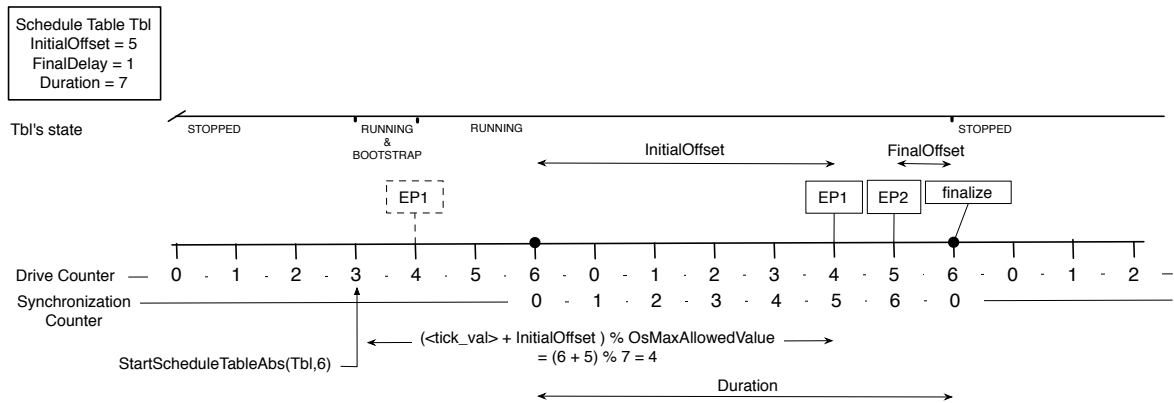 Schedule Table Tbl
InitialOffset = 5
FinalDelay = 1
Duration = 7
Tbl's state
STOPPED
RUNNING
&
BOOTSTRAP
RUNNING
STOPPED
InitialOffset
FinalOffset
EP1
EP1
EP2
finalize
Drive Counter — 0 - 1 - 2 - 3 - 4 - 5 - 6 - 0 - 1 - 2 - 3 - 4 - 5 - 6 - 0 - 1 - 2
Synchronization
Counter
0 - 1 - 2 - 3 - 4 - 5 - 6 - 0
(<tick_val> + InitialOffset ) % OsMaxAllowedValue
= (6 + 5) % 7 = 4
StartScheduleTableAbs(Tbl,6)
Duration